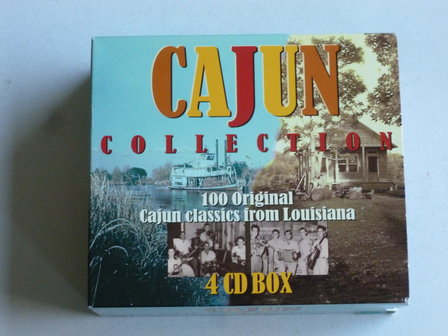 CAJUN
COLLECTION
100 Original
Cajun classics from Louisiana
4 CD BOX